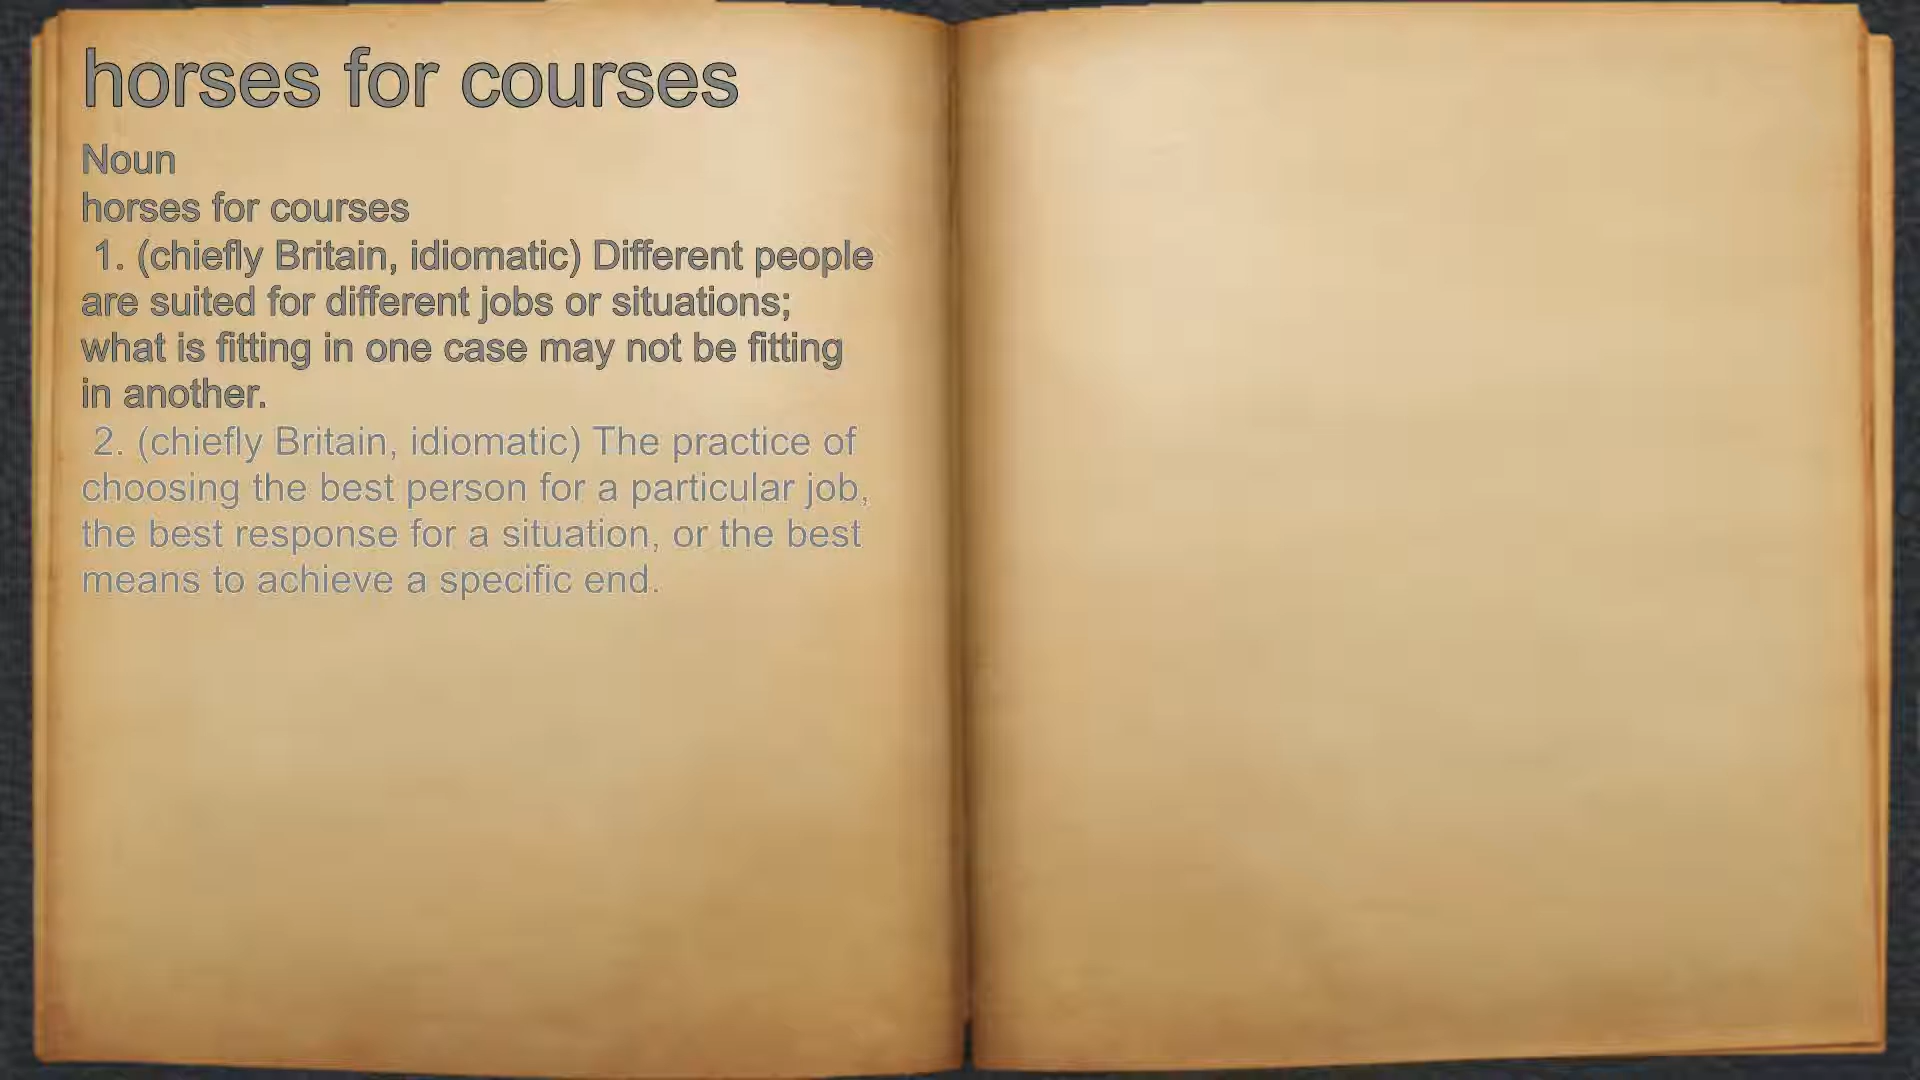 horses for courses
Noun
horses for courses
1. (chiefly Britain, idiomatic) Different people
are suited for different jobs or situations;
what is fitting in one case may not be fitting
in another.
2. (chiefly Britain, idiomatic) The practice of
choosing the best person for a particular job,
the best response for a situation, or the best
means to achieve a specific end.